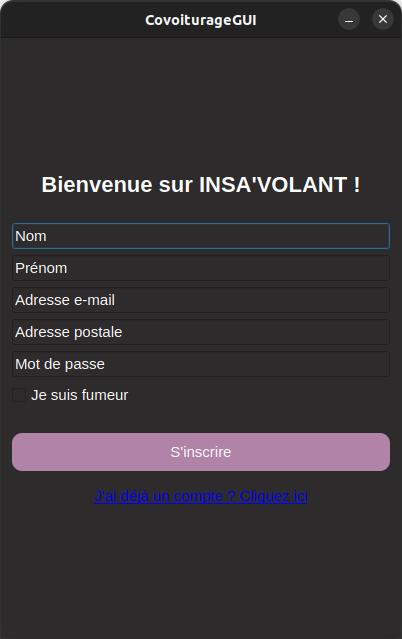 CovoiturageGUI
Bienvenue sur INSA'VOLANT !
Nom
Prénom
Adresse e-mail
Adresse postale
Mot de passe
Je suis fumeur
S'inscrire
J'ai déjà un compte ? Cliquez ici